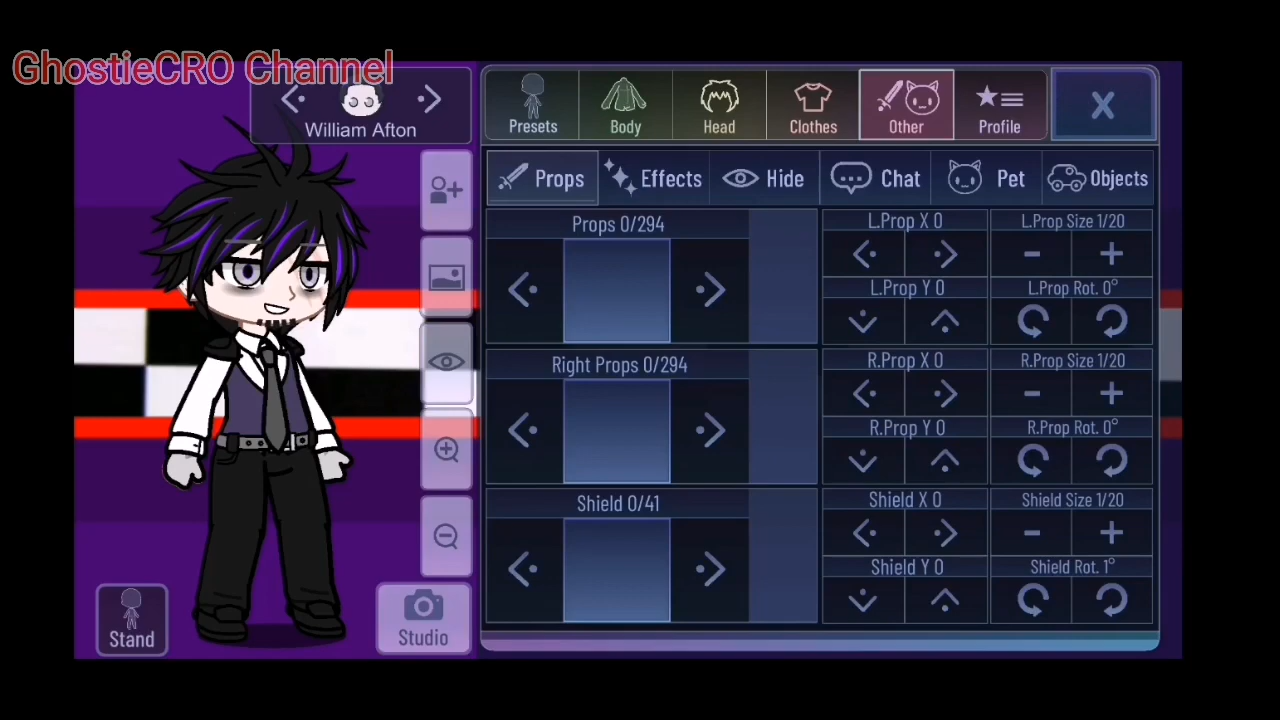 GhostieCRO Channel
William Afton
Presets
Body
Head
Clothes
Other
Profile
X
Props
Effects
Hide
Chat
Pet
Objects
Props 0/294
L.Prop X 0
L.Prop Size 1/20
L.Prop Y 0
L.Prop Rot. 0°
Right Props 0/294
R.Prop X 0
R.Prop Size 1/20
R.Prop Y 0
R.Prop Rot. 0°
Shield 0/41
Shield X 0
Shield Size 1/20
Shield Y 0
Shield Rot. 1°
Stand
Studio